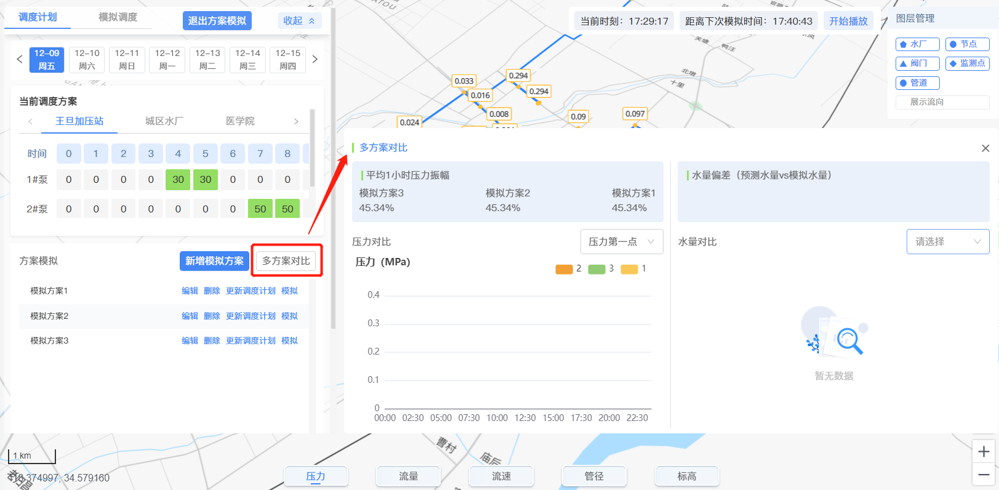 调度计划
模拟调度
退出方案模拟
收起
当前时刻：17:29:17
距离下次模拟时间：17:40:43
开始播放
图层管理
水厂
节点
阀门
监测点
管道
展示流向
12-09
周五
12-10
周六
12-11
周日
12-12
周一
12-13
周二
12-14
周三
12-15
周四
关塘
鸭汪
北墩
十里
0.033
0.294
0.016
0.294
0.008
0.024
0.09
0.097
当前调度方案
王旦加压站
城区水厂
医学院
时间 0 1 2 3 4 5 6 7 8
1#泵 0 0 0 0 30 30 0 0 0
2#泵 0 0 0 0 0 0 0 50 50
方案模拟
新增模拟方案
多方案对比
模拟方案1 编辑 删除 更新调度计划 模拟
模拟方案2 编辑 删除 更新调度计划 模拟
模拟方案3 编辑 删除 更新调度计划 模拟
多方案对比
平均1小时压力振幅
模拟方案3 模拟方案2 模拟方案1
45.34% 45.34% 45.34%
水量偏差（预测水量vs模拟水量）
压力对比
压力第一点
压力（MPa）
2 3 1
0.4
0.3
0.2
0.1
0
00:00 02:30 05:00 07:30 10:00 12:30 15:00 17:30 20:00 22:30
水量对比
请选择
暂无数据
曹村
庙后
1 km
374997, 34.579160
压力
流量
流速
管径
标高